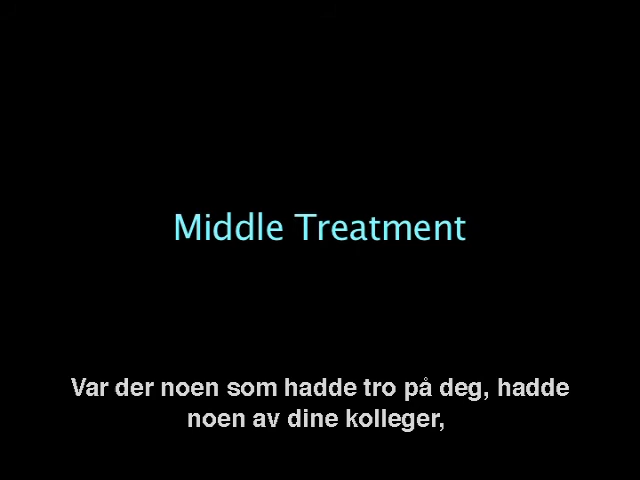 Middle Treatment
Var der noen som hadde tro på deg, hadde
noen av dine kolleger,